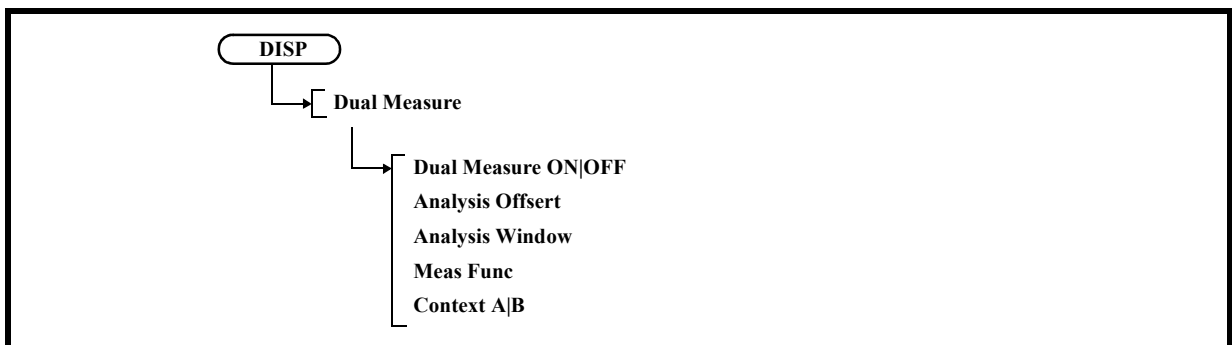 DISP
Dual Measure
Dual Measure ON|OFF
Analysis Offsert
Analysis Window
Meas Func
Context A|B